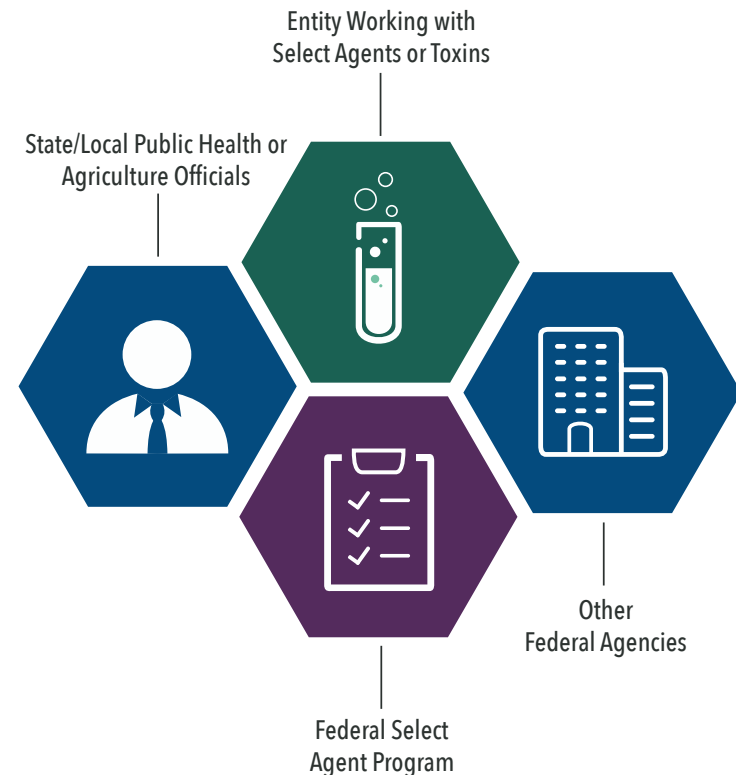 Entity Working with
Select Agents or Toxins
State/Local Public Health or
Agriculture Officials
Other
Federal Agencies
Federal Select
Agent Program